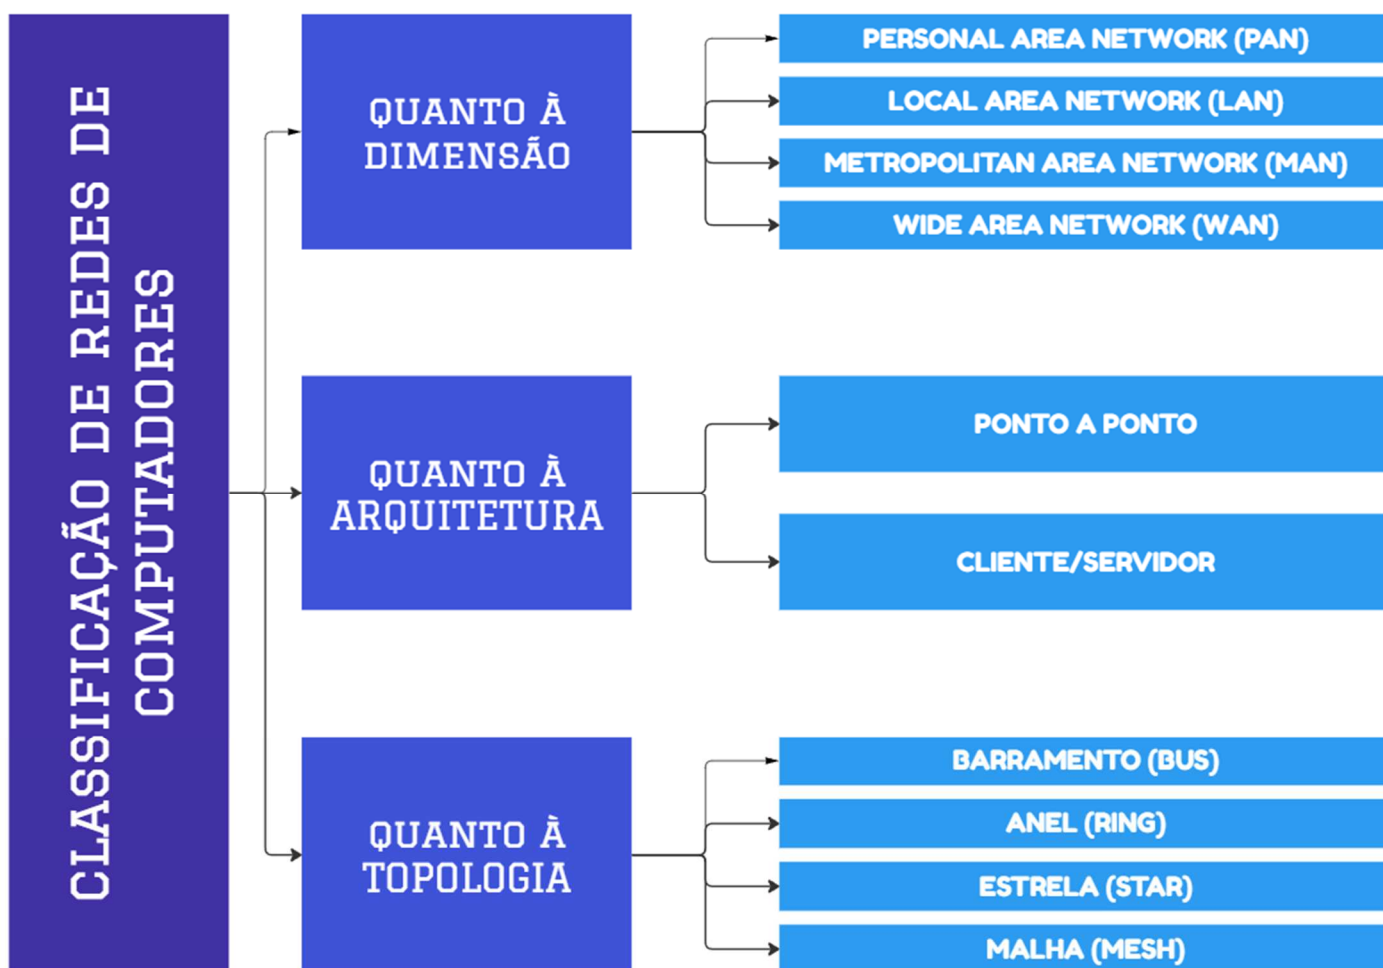 CLASSIFICAÇÃO DE REDES DE
COMPUTADORES
QUANTO À
DIMENSÃO
PERSONAL AREA NETWORK (PAN)
LOCAL AREA NETWORK (LAN)
METROPOLITAN AREA NETWORK (MAN)
WIDE AREA NETWORK (WAN)
QUANTO À
ARQUITETURA
PONTO A PONTO
CLIENTE/SERVIDOR
QUANTO À
TOPOLOGIA
BARRAMENTO (BUS)
ANEL (RING)
ESTRELA (STAR)
MALHA (MESH)